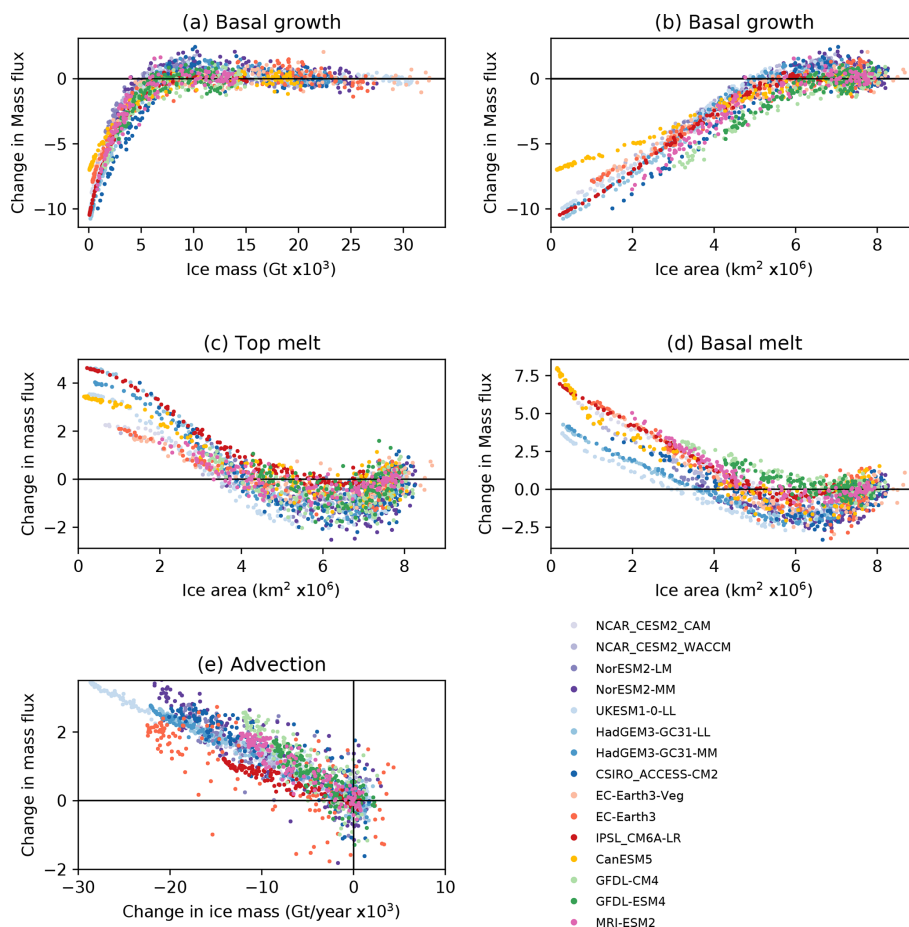 (a) Basal growth
Change in Mass flux
0
−5
−10
0 5 10 15 20 25 30
Ice mass (Gt x10³)
(b) Basal growth
Change in Mass flux
0
−5
−10
0 2 4 6 8
Ice area (km² x10⁶)
(c) Top melt
Change in mass flux
4
2
0
−2
0 2 4 6 8
Ice area (km² x10⁶)
(d) Basal melt
Change in Mass flux
7.5
5.0
2.5
0.0
−2.5
0 2 4 6 8
Ice area (km² x10⁶)
(e) Advection
Change in mass flux
2
0
−2
−30 −20 −10 0 10
Change in ice mass (Gt/year x10³)
NCAR_CESM2_CAM
NCAR_CESM2_WACCM
NorESM2-LM
NorESM2-MM
UKESM1-0-LL
HadGEM3-GC31-LL
HadGEM3-GC31-MM
CSIRO_ACCESS-CM2
EC-Earth3-Veg
EC-Earth3
IPSL_CM6A-LR
CanESM5
GFDL-CM4
GFDL-ESM4
MRI-ESM2